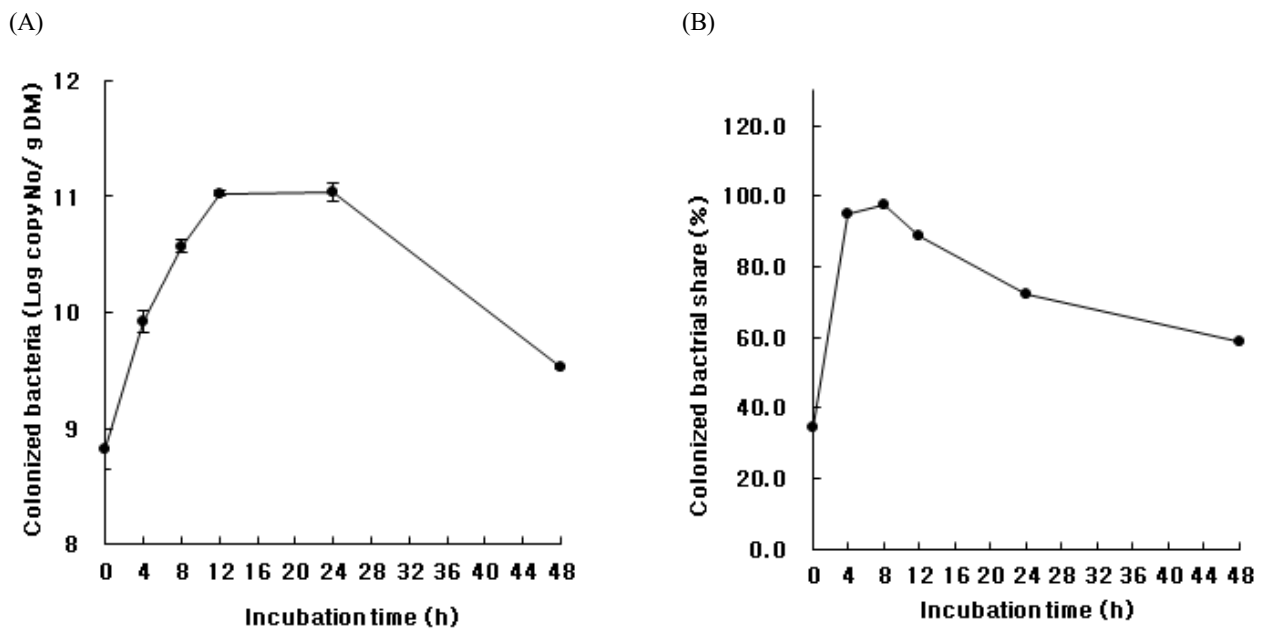 (A)
(B)
Colonized bacteria (Log copy No/ g DM)
12
11
10
9
8
0 4 8 12 16 20 24 28 32 36 40 44 48
Incubation time (h)
Colonized bactrial share (%)
120.0
100.0
80.0
60.0
40.0
20.0
0.0
0 4 8 12 16 20 24 28 32 36 40 44 48
Incubation time (h)